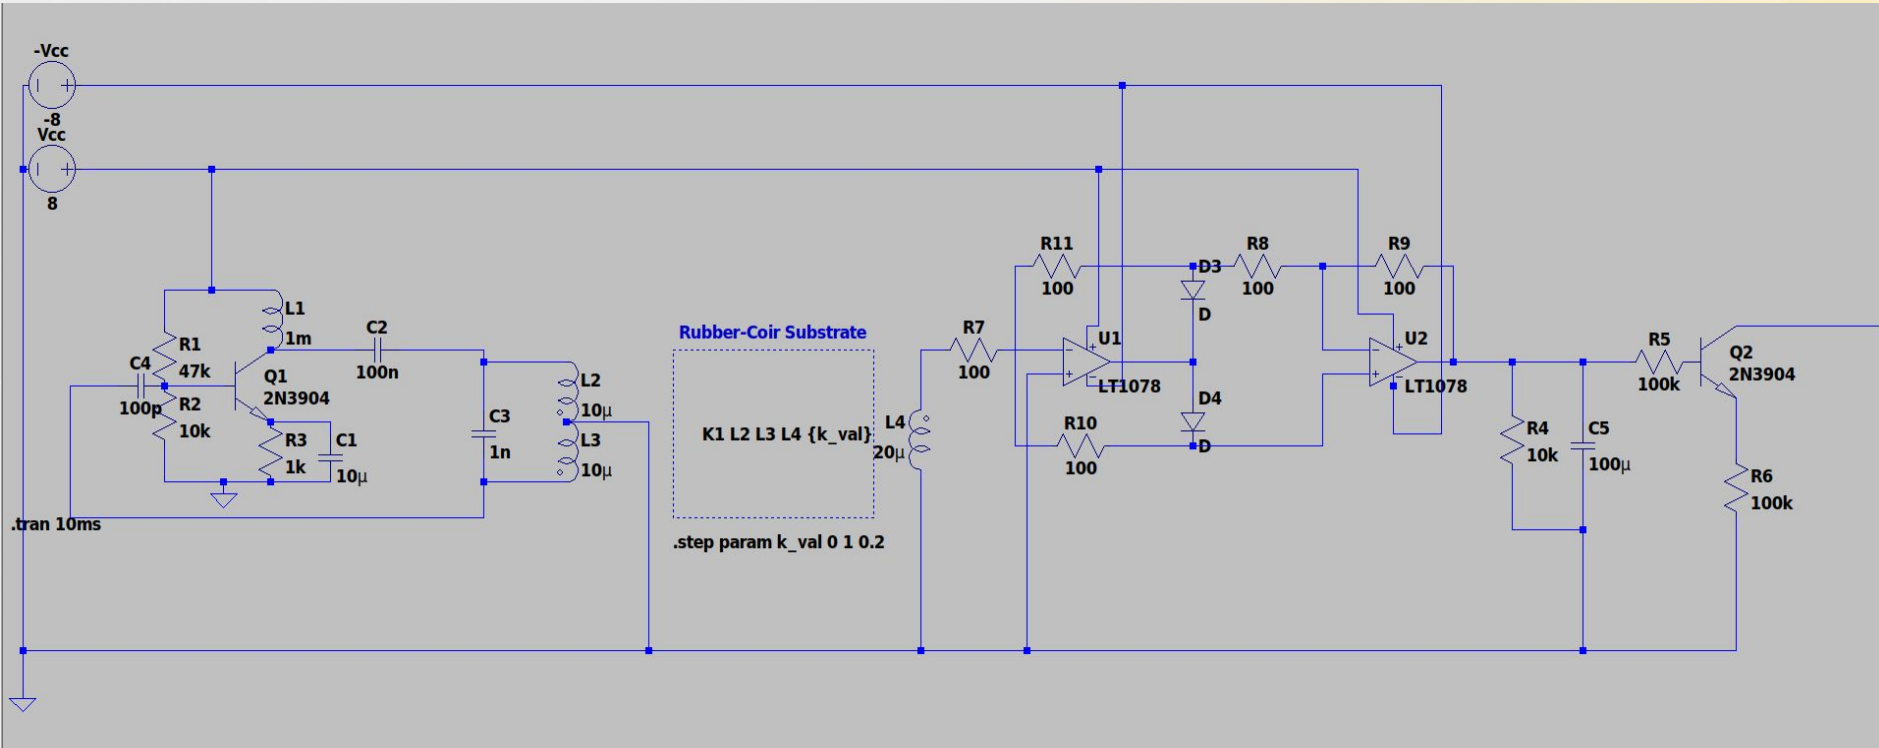 -Vcc
-8
Vcc
8
R11
100
D3
D
R8
100
R9
100
L1
1m
C2
100n
R1
47k
C4
100p
Q1
2N3904
R2
10k
R3
1k
C1
10µ
C3
1n
L2
10µ
L3
10µ
Rubber-Coir Substrate
K1 L2 L3 L4 {k_val}
.step param k_val 0 1 0.2
L4
20µ
R7
100
U1
LT1078
D4
D
R10
100
U2
LT1078
R5
100k
Q2
2N3904
R4
10k
C5
100µ
R6
100k
.tran 10ms